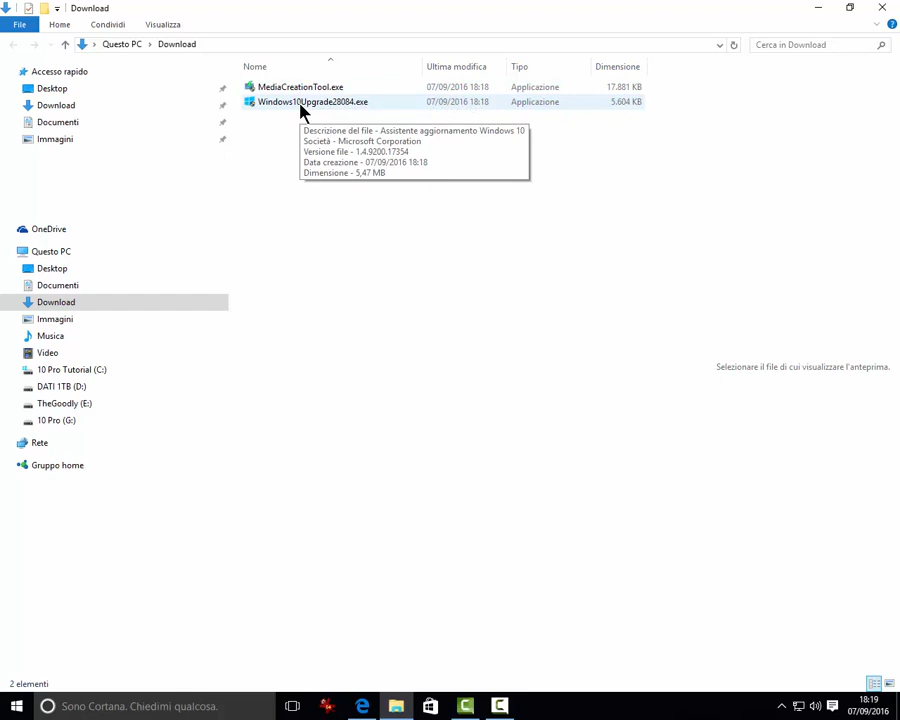 Download
File Home Condividi Visualizza
Questo PC Download Cerca in Download
Nome Ultima modifica Tipo Dimensione
MediaCreationTool.exe 07/09/2016 18:18 Applicazione 17.881 KB
Windows10Upgrade28084.exe 07/09/2016 18:18 Applicazione 5.604 KB
Descrizione del file - Assistente aggiornamento Windows 10
Società - Microsoft Corporation
Versione file - 1.4.9200.17354
Data creazione - 07/09/2016 18:18
Dimensione - 5,47 MB
Accesso rapido
Desktop
Download
Documenti
Immagini
OneDrive
Questo PC
Desktop
Documenti
Download
Immagini
Musica
Video
10 Pro Tutorial (C:)
DATI 1TB (D:)
TheGoodly (E:)
10 Pro (G:)
Rete
Gruppo home
Selezionare il file di cui visualizzare l'anteprima.
2 elementi
Sono Cortana. Chiedimi qualcosa.
18:19
07/09/2016